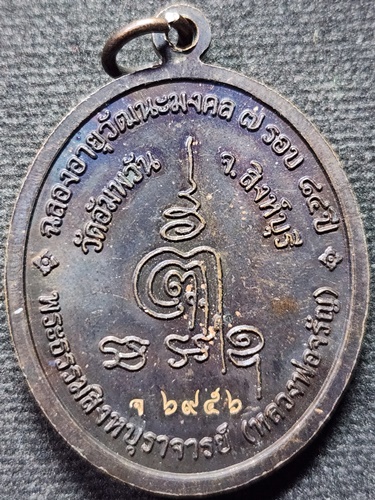 ฉลองอายุวัฒนะมงคล ๗ รอบ ๘๔ ปี
วัดอัมพวัน จ.สิงห์บุรี
จ ๖๙๕๖
พระธรรมสิงหบุราจารย์ (หลวงพ่อจรัญ)